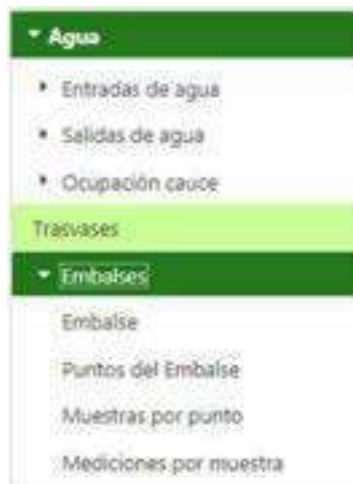 Agua
Entradas de agua
Salidas de agua
Ocupación cauce
Trasvases
Embalses
Embalse
Puntos del Embalse
Muestras por punto
Mediciones por muestra